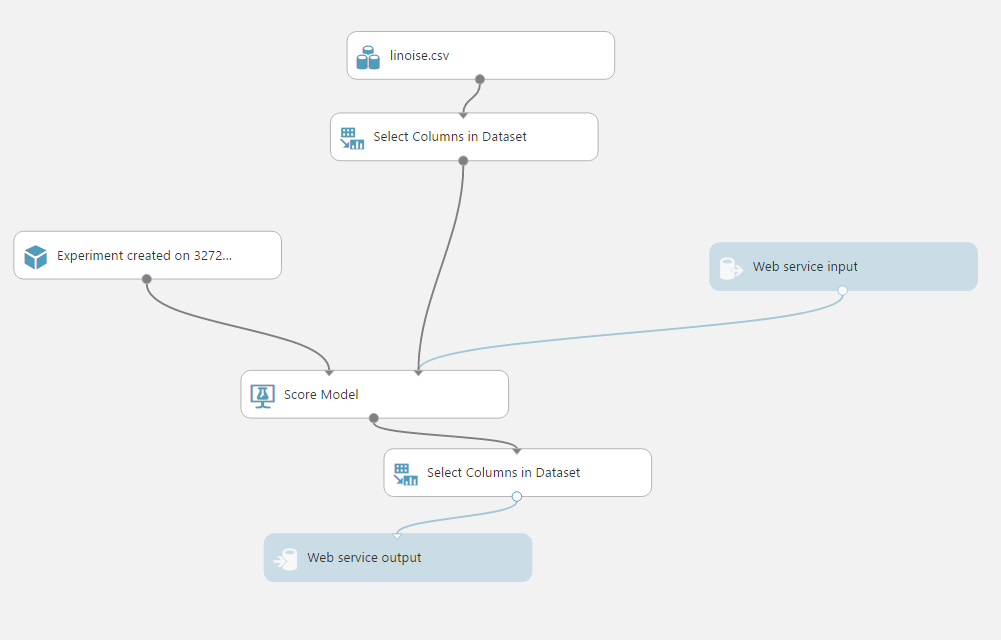 linoise.csv
Select Columns in Dataset
Experiment created on 3272...
Web service input
Score Model
Select Columns in Dataset
Web service output